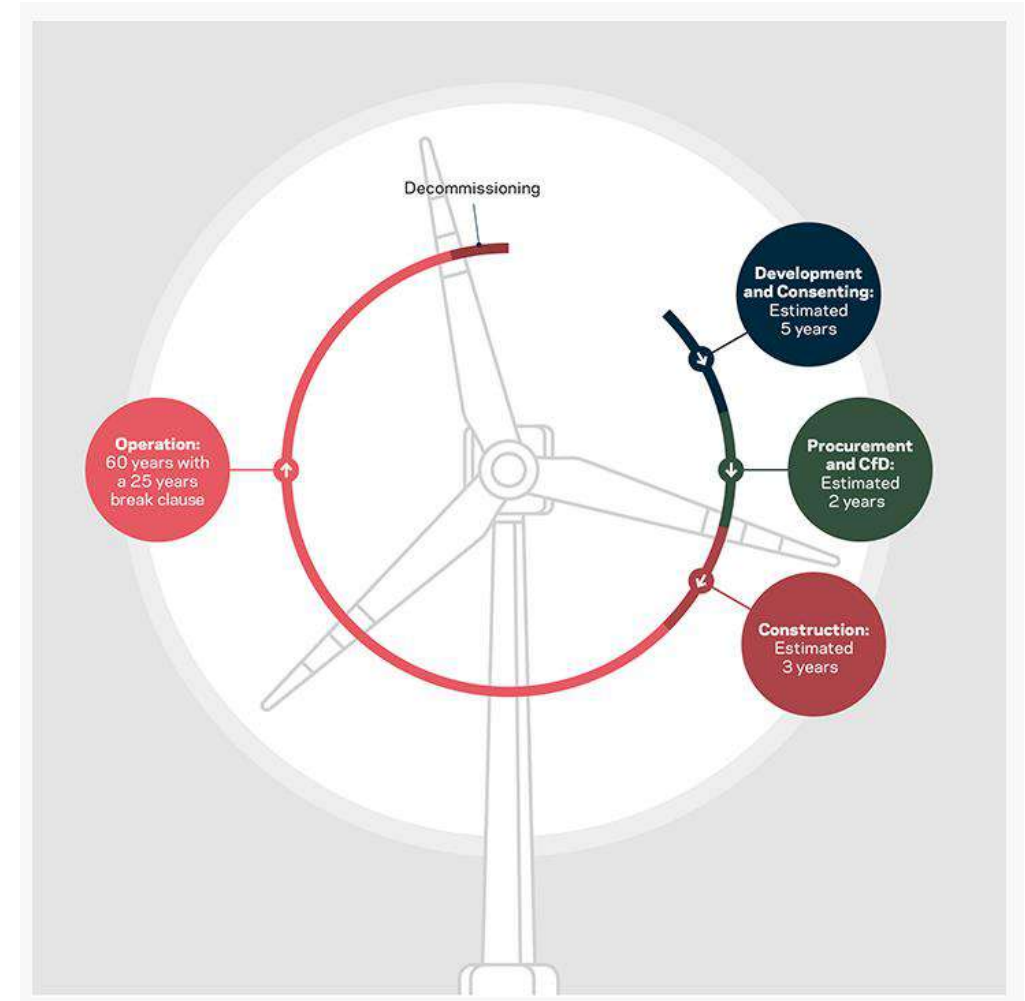 Decommissioning
Development
and Consenting:
Estimated
5 years
Procurement
and CfD:
Estimated
2 years
Construction:
Estimated
3 years
Operation:
60 years with
a 25 years
break clause